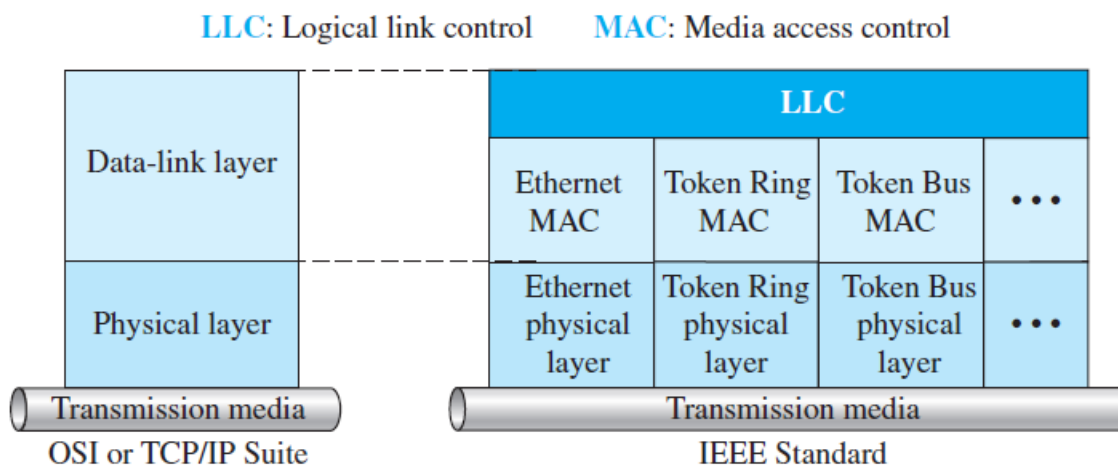 LLC: Logical link control MAC: Media access control
LLC
Data-link layer
Ethernet
MAC
Token Ring
MAC
Token Bus
MAC
•••
Physical layer
Ethernet
physical
layer
Token Ring
physical
layer
Token Bus
physical
layer
•••
Transmission media
Transmission media
OSI or TCP/IP Suite
IEEE Standard